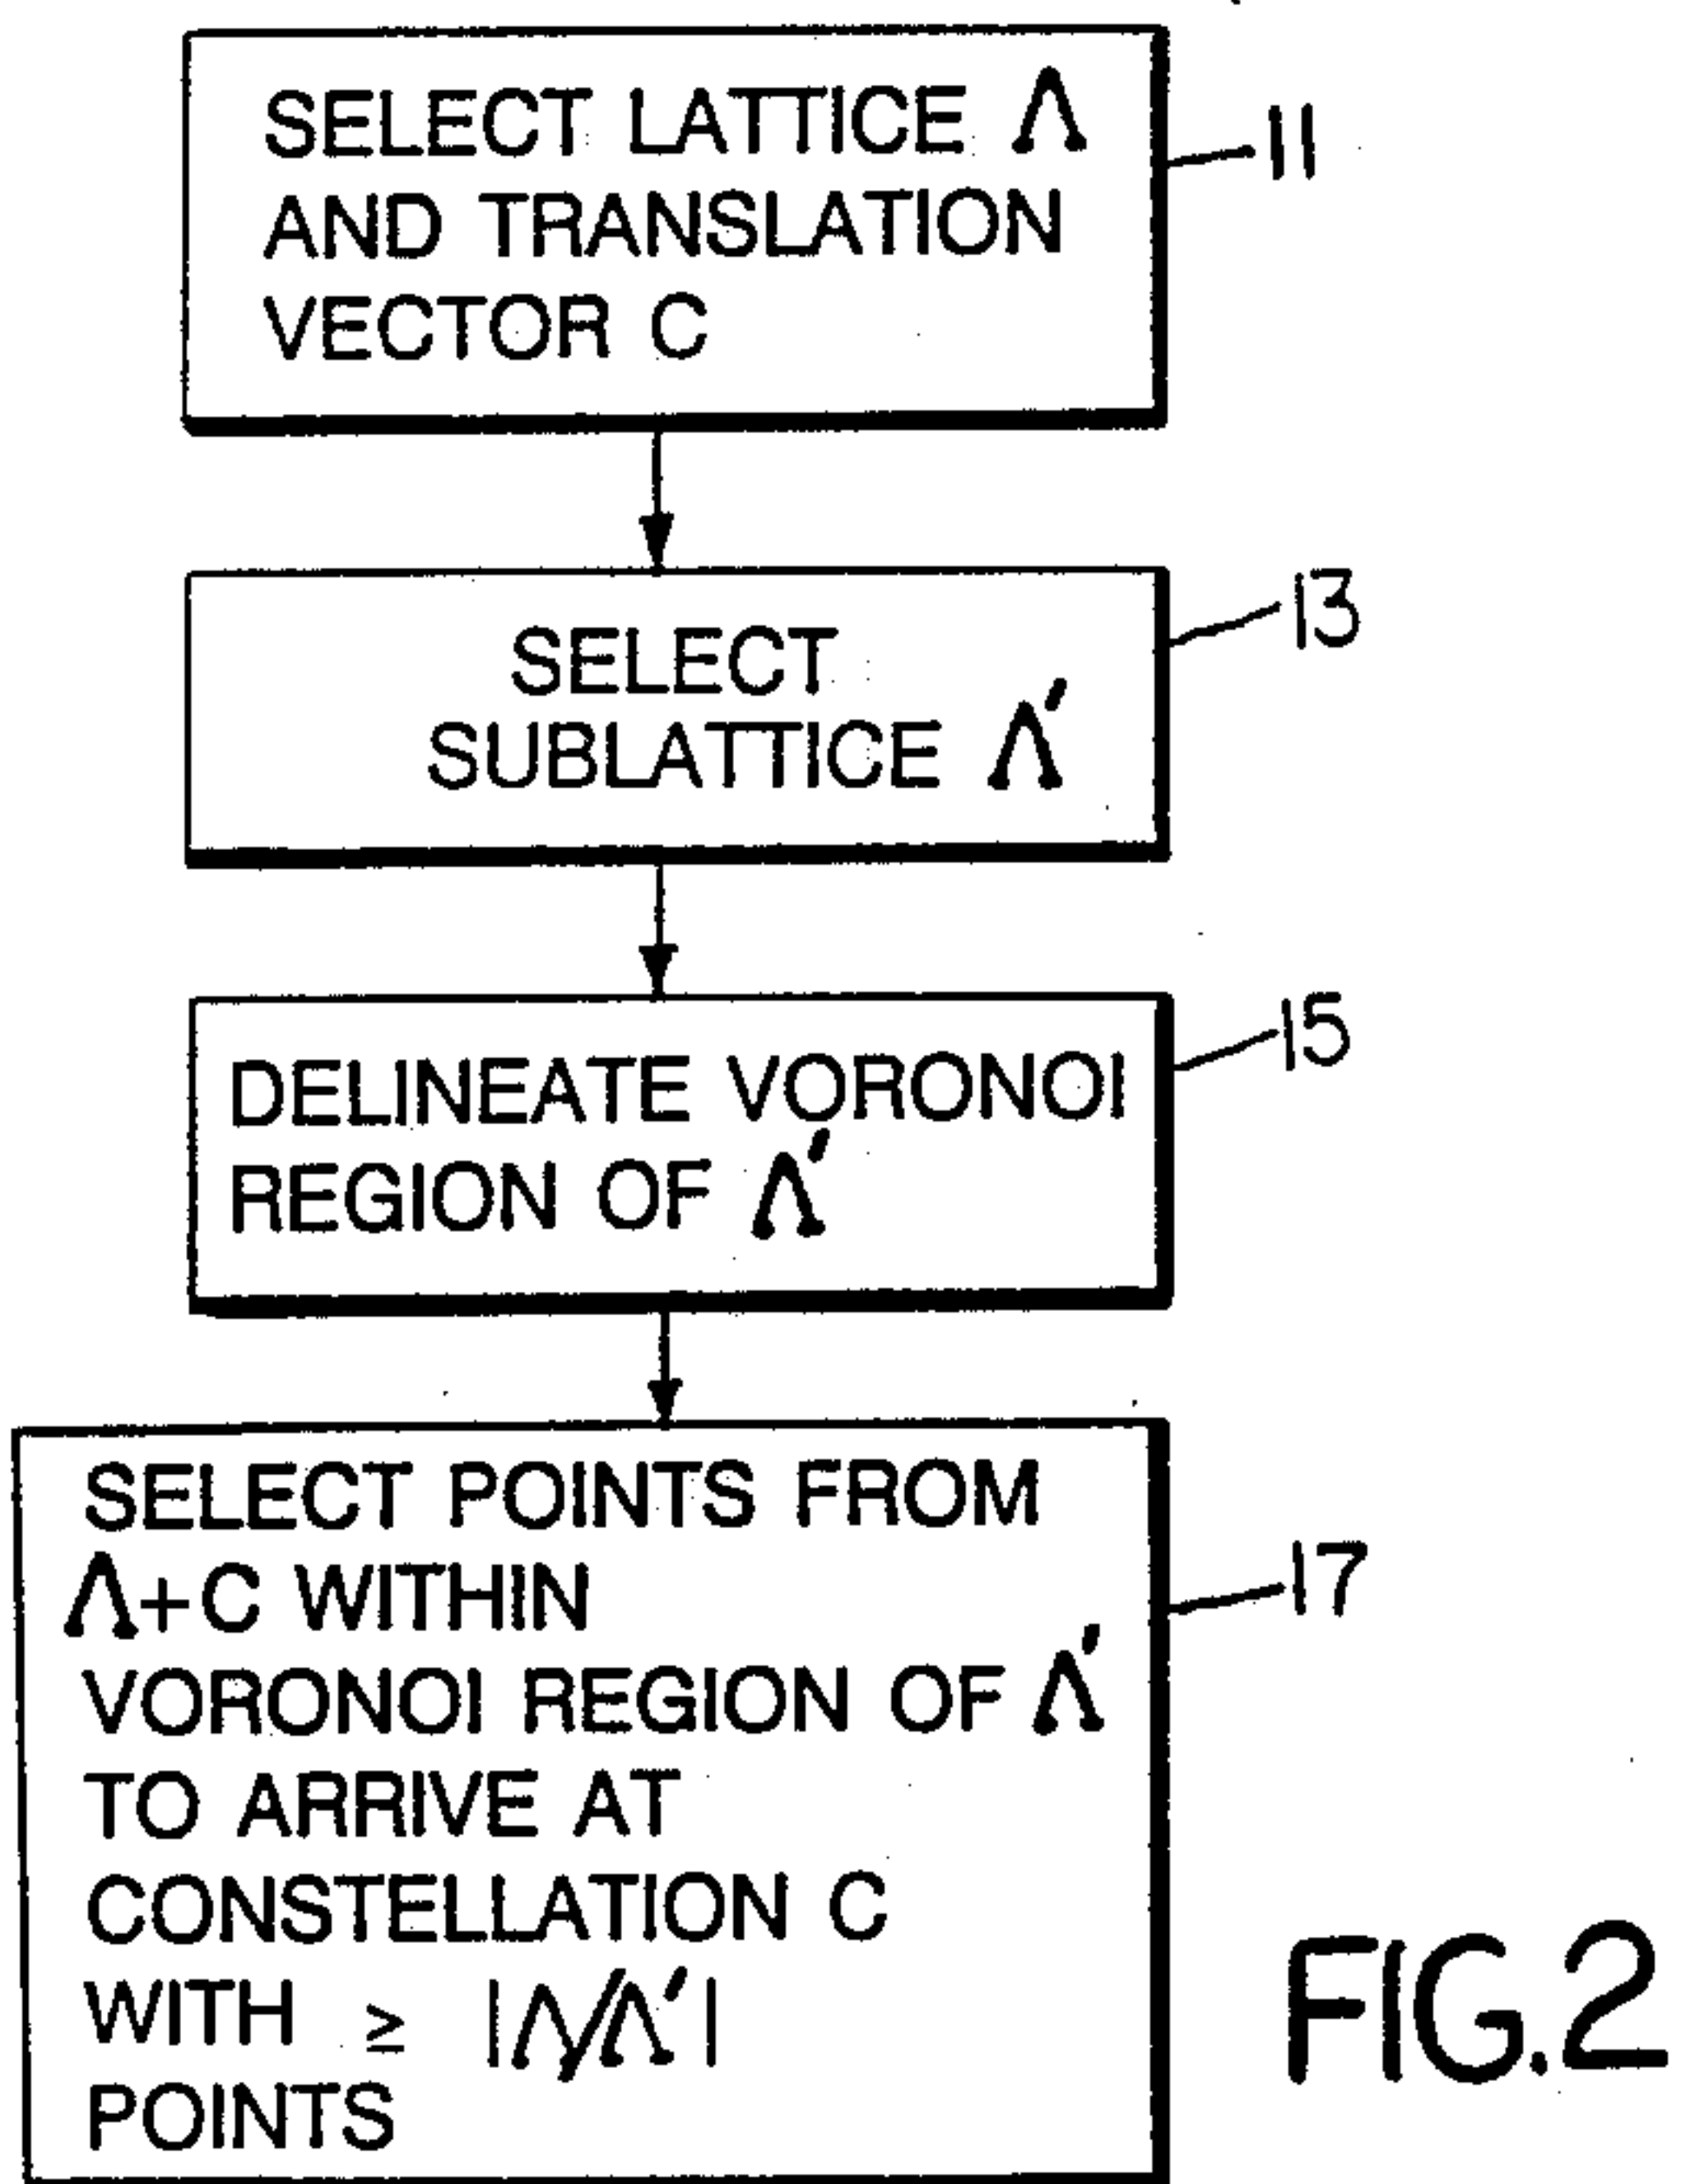 SELECT LATTICE Λ
AND TRANSLATION
VECTOR C
11
SELECT
SUBLATTICE Λ'
13
DELINEATE VORONOI
REGION OF Λ'
15
SELECT POINTS FROM
Λ+C WITHIN
VORONOI REGION OF Λ'
TO ARRIVE AT
CONSTELLATION C
WITH ≥ |Λ/Λ'|
POINTS
17
FIG.2